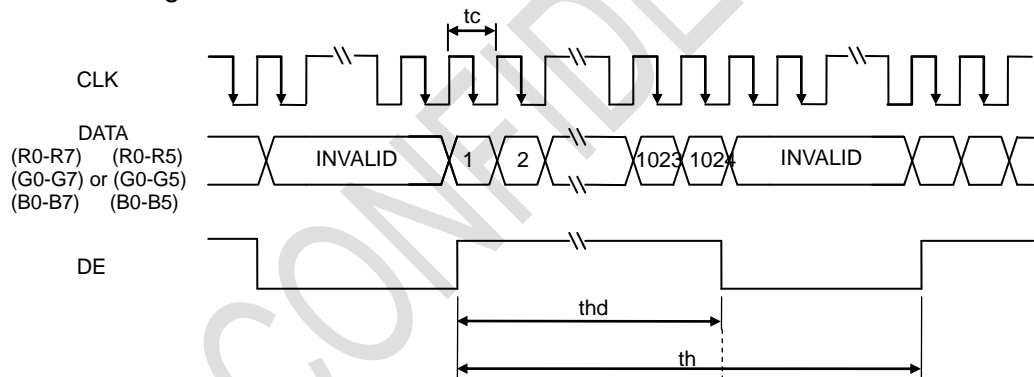 tc
CLK
DATA
(R0-R7) (R0-R5)
(G0-G7) or (G0-G5)
(B0-B7) (B0-B5)
INVALID 1 2 1023 1024 INVALID
DE
thd
th
CONFIDE